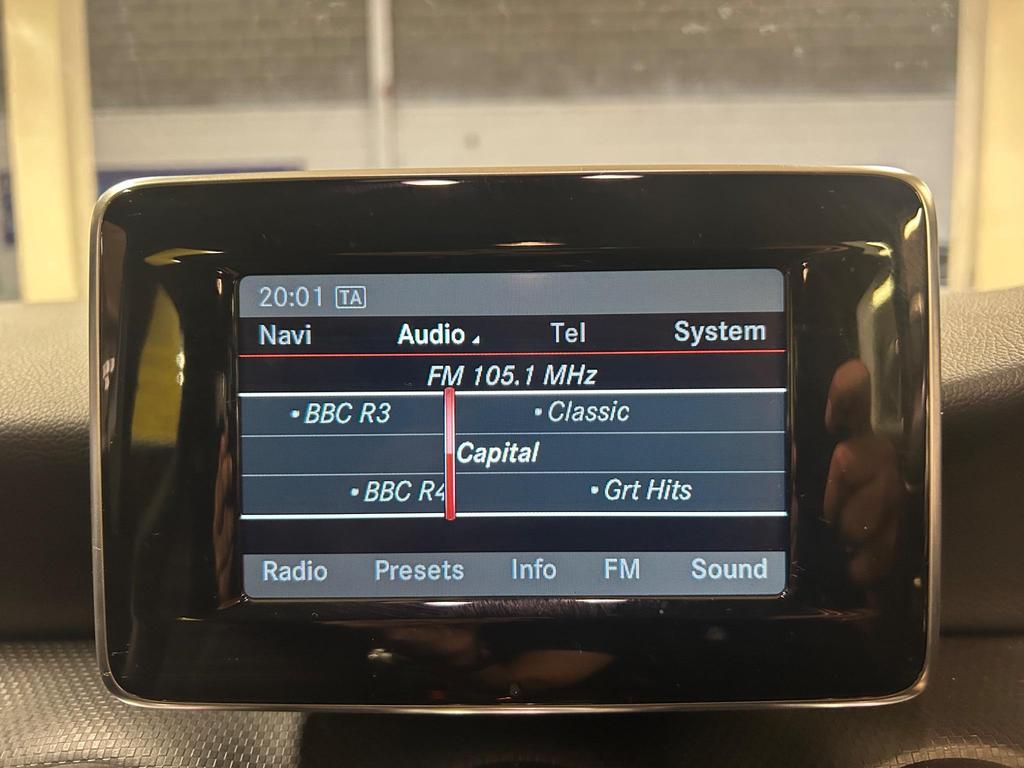 20:01 TA
Navi Audio Tel System
FM 105.1 MHz
•BBC R3 •Classic
Capital
•BBC R4 •Grt Hits
Radio Presets Info FM Sound